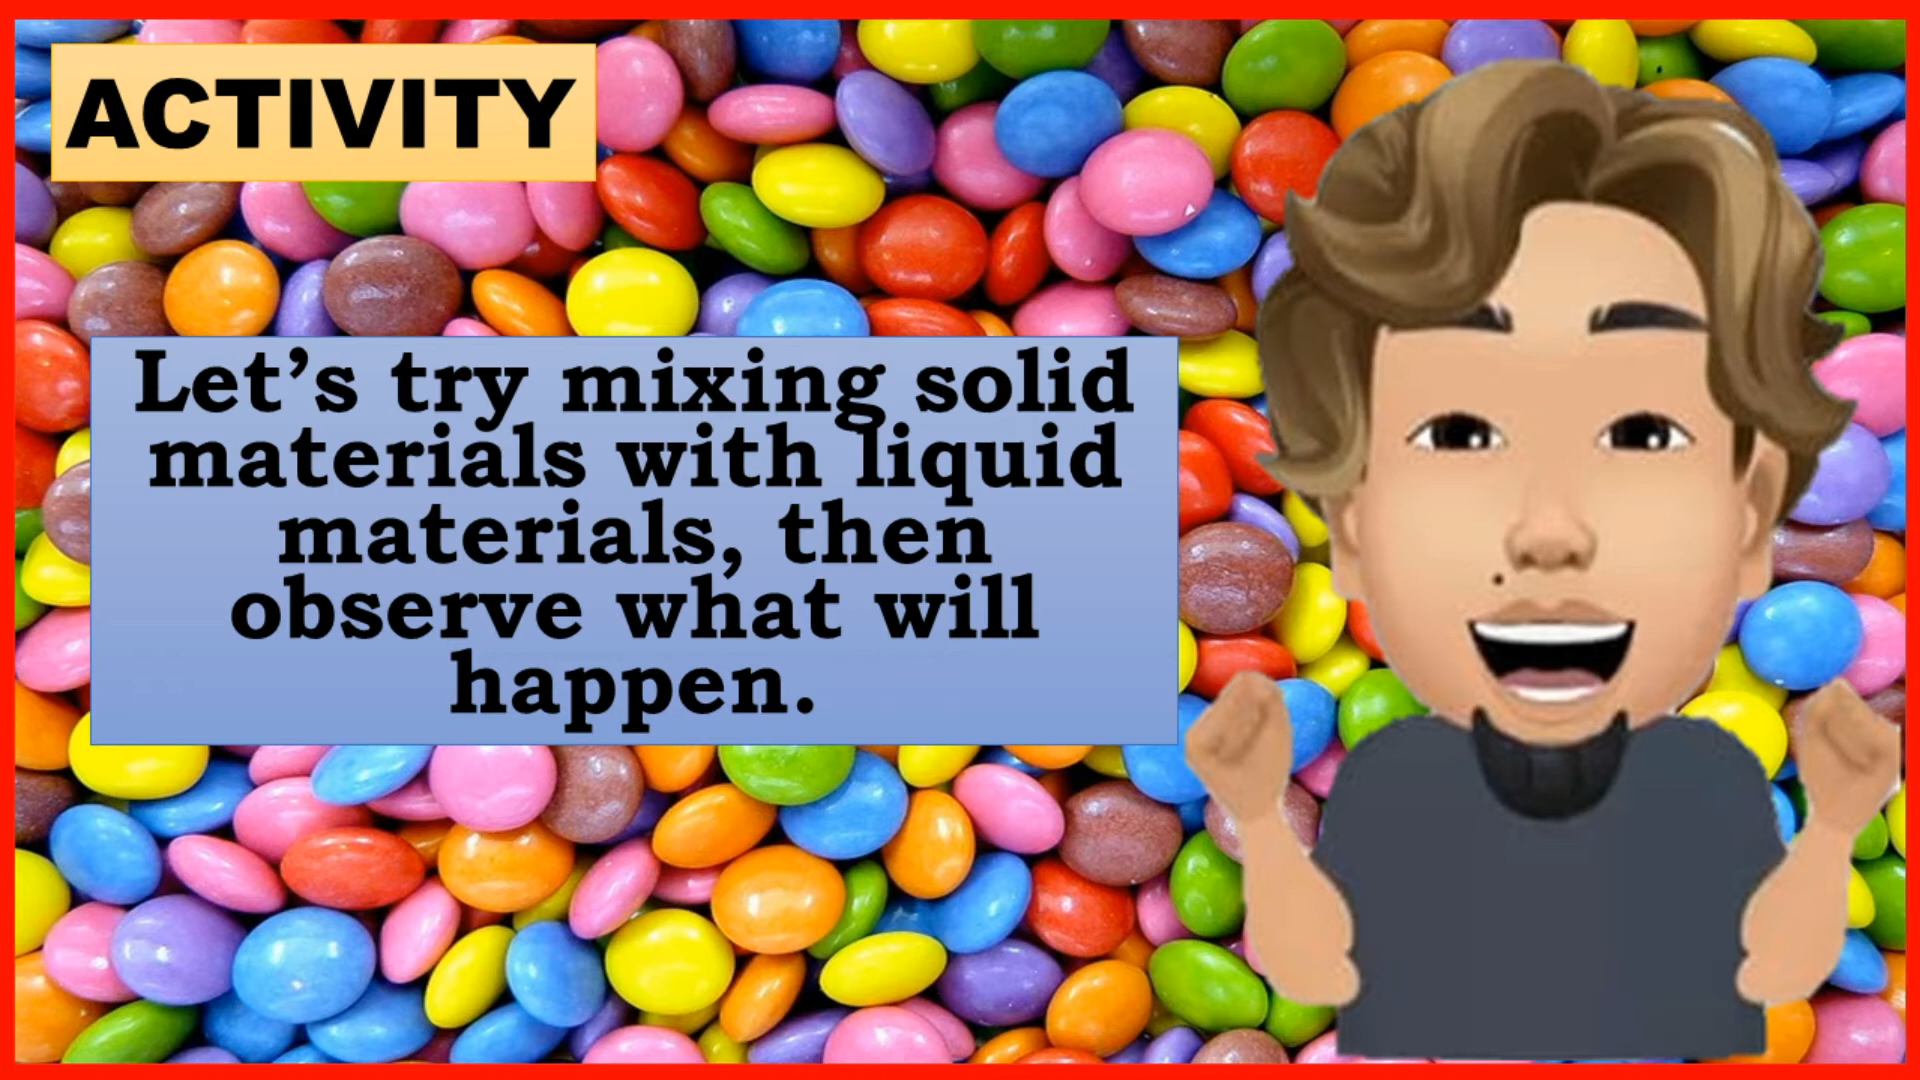 ACTIVITY
Let’s try mixing solid
materials with liquid
materials, then
observe what will
happen.